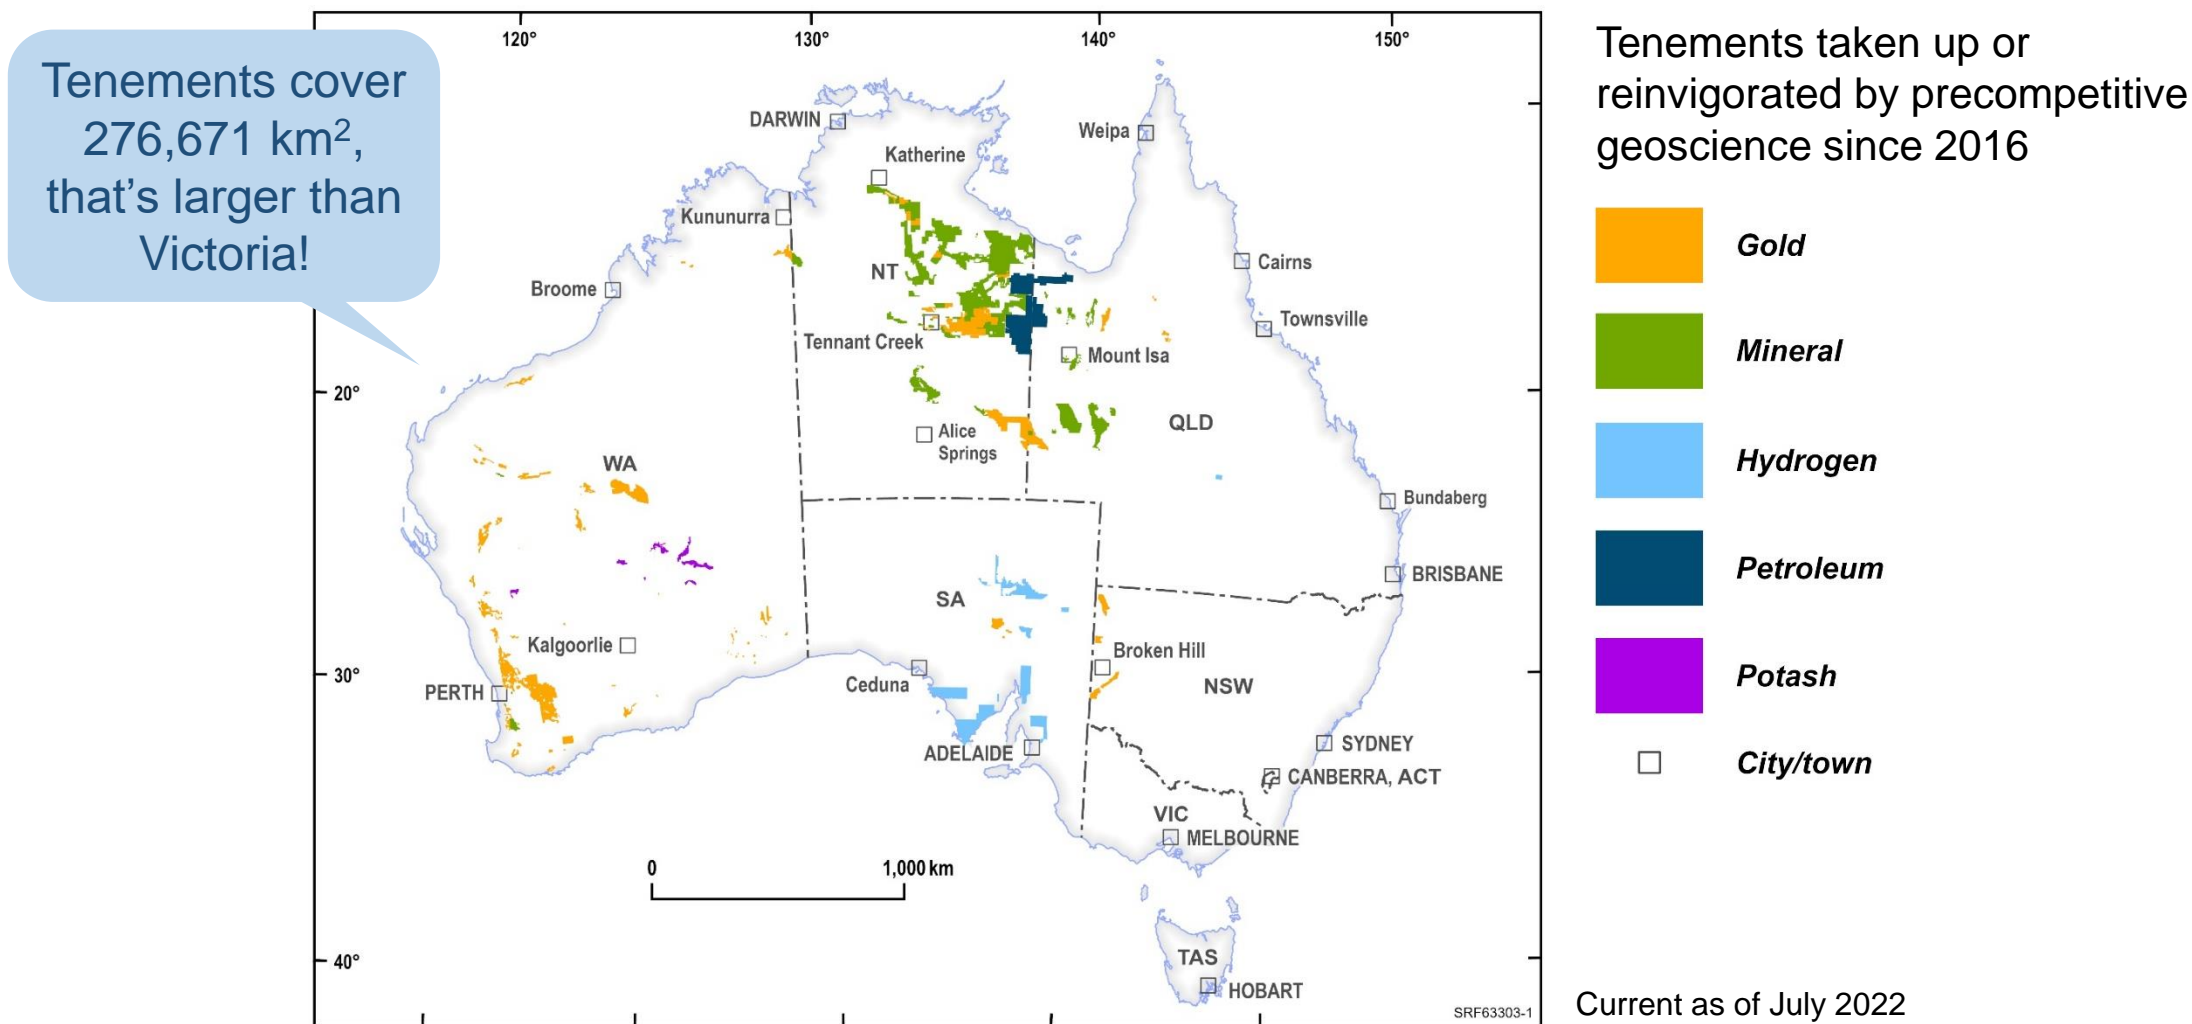 Tenements cover
276,671 km²,
that's larger than
Victoria!
120°
130°
140°
150°
20°
30°
40°
DARWIN
Katherine
Kununurra
Broome
NT
Tennant Creek
Alice
Springs
Weipa
Cairns
Townsville
Mount Isa
QLD
Bundaberg
BRISBANE
WA
Kalgoorlie
PERTH
SA
Ceduna
ADELAIDE
Broken Hill
NSW
SYDNEY
CANBERRA, ACT
VIC
MELBOURNE
TAS
HOBART
0
1,000 km
SRF63303-1
Tenements taken up or
reinvigorated by precompetitive
geoscience since 2016
Gold
Mineral
Hydrogen
Petroleum
Potash
City/town
Current as of July 2022